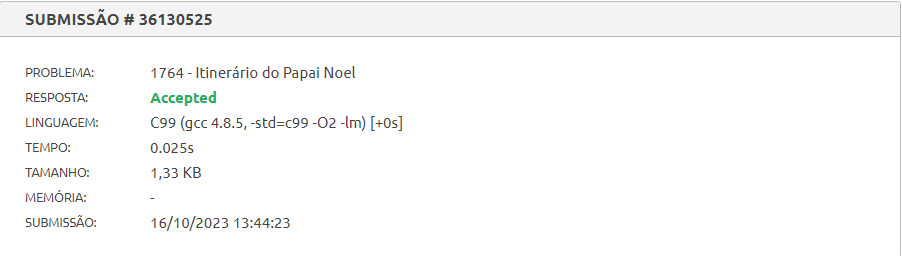 SUBMISSÃO # 36130525
PROBLEMA: 1764 - Itinerário do Papai Noel
RESPOSTA: Accepted
LINGUAGEM: C99 (gcc 4.8.5, -std=c99 -O2 -lm) [+0s]
TEMPO: 0.025s
TAMANHO: 1,33 KB
MEMÓRIA: -
SUBMISSÃO: 16/10/2023 13:44:23